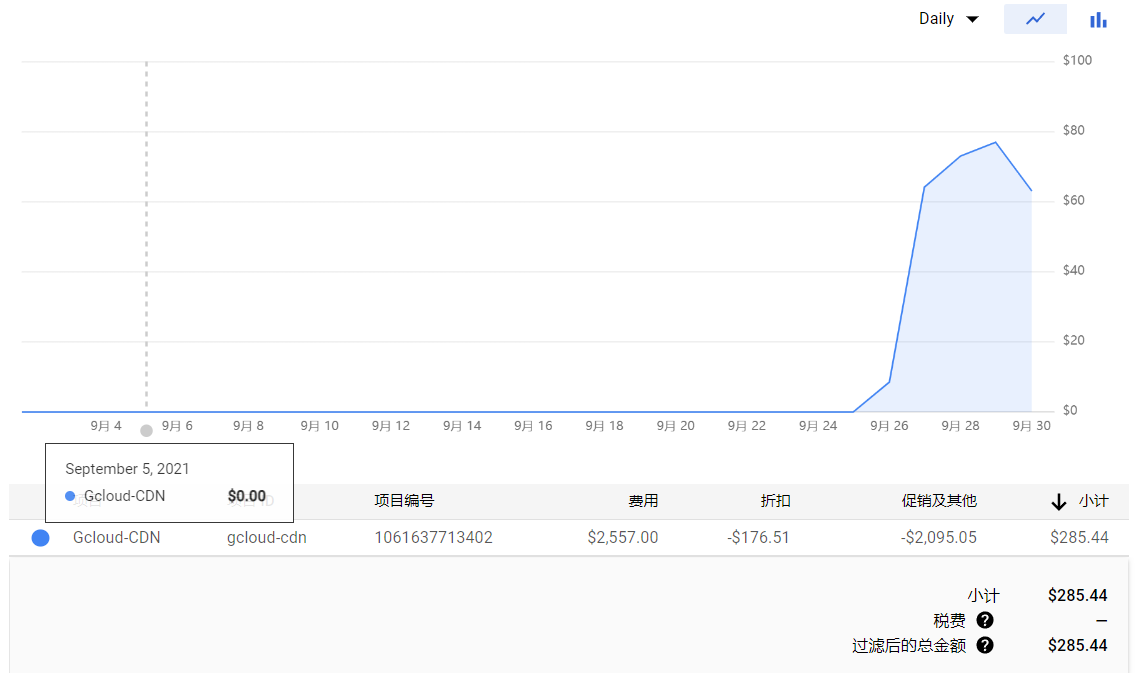 Daily
$100
$80
$60
$40
$20
$0
9月 4 9月 6 9月 8 9月 10 9月 12 9月 14 9月 16 9月 18 9月 20 9月 22 9月 24 9月 26 9月 28 9月 30
September 5, 2021
Gcloud-CDN $0.00
项目编号 费用 折扣 促销及其他 小计
Gcloud-CDN gcloud-cdn 1061637713402 $2,557.00 -$176.51 -$2,095.05 $285.44
小计 $285.44
税费 ? —
过滤后的总金额 ? $285.44